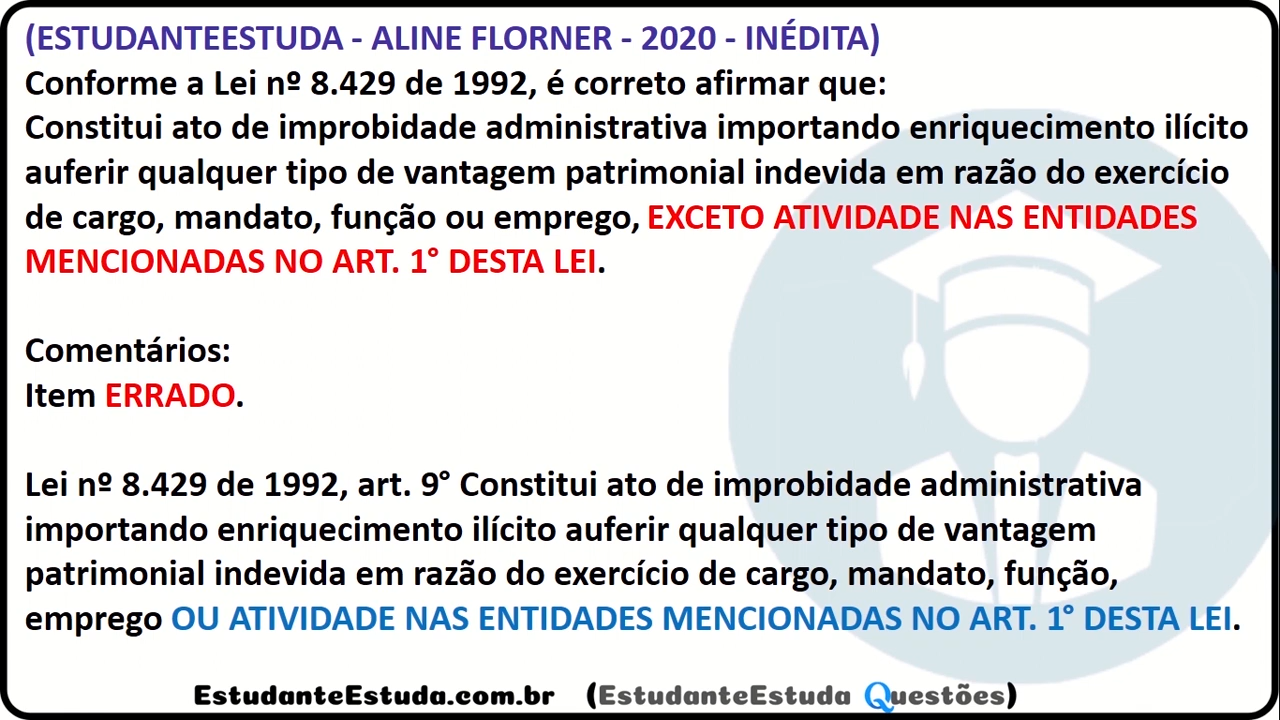 (ESTUDANTEESTUDA - ALINE FLORNER - 2020 - INÉDITA)
Conforme a Lei nº 8.429 de 1992, é correto afirmar que:
Constitui ato de improbidade administrativa importando enriquecimento ilícito
auferir qualquer tipo de vantagem patrimonial indevida em razão do exercício
de cargo, mandato, função ou emprego, EXCETO ATIVIDADE NAS ENTIDADES
MENCIONADAS NO ART. 1° DESTA LEI.
Comentários:
Item ERRADO.
Lei nº 8.429 de 1992, art. 9° Constitui ato de improbidade administrativa
importando enriquecimento ilícito auferir qualquer tipo de vantagem
patrimonial indevida em razão do exercício de cargo, mandato, função,
emprego OU ATIVIDADE NAS ENTIDADES MENCIONADAS NO ART. 1° DESTA LEI.
EstudanteEstuda.com.br (EstudanteEstuda Questões)